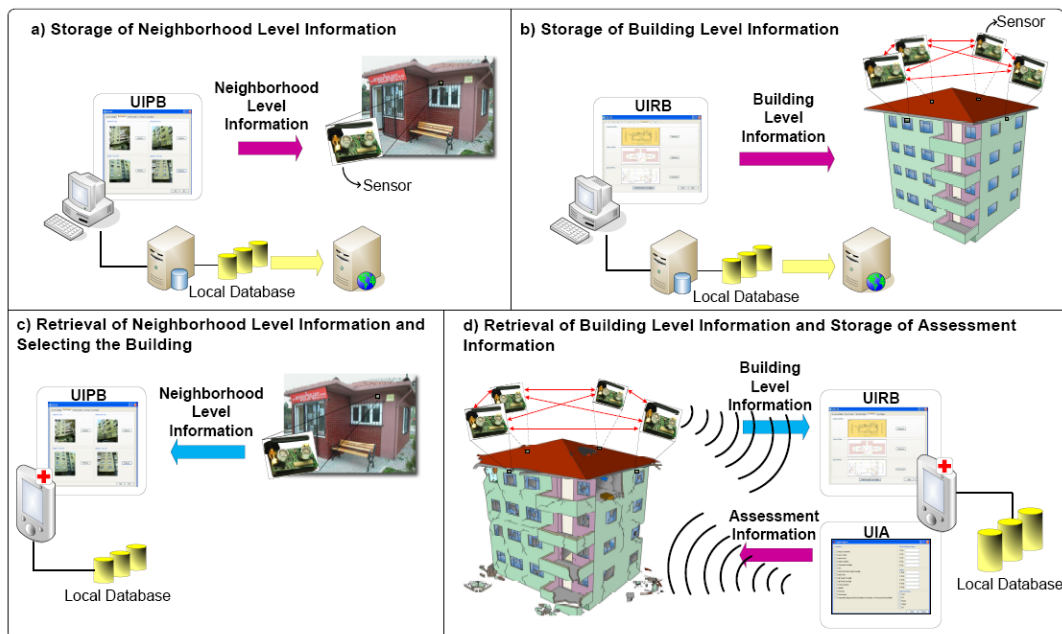 a) Storage of Neighborhood Level Information
UIPB
Neighborhood
Level
Information
Sensor
Local Database
b) Storage of Building Level Information
Sensor
UIRB
Building
Level
Information
Local Database
c) Retrieval of Neighborhood Level Information and
Selecting the Building
UIPB
Neighborhood
Level
Information
Local Database
d) Retrieval of Building Level Information and Storage of Assessment
Information
Building
Level
Information
UIRB
Assessment
Information
UIA
Local Database